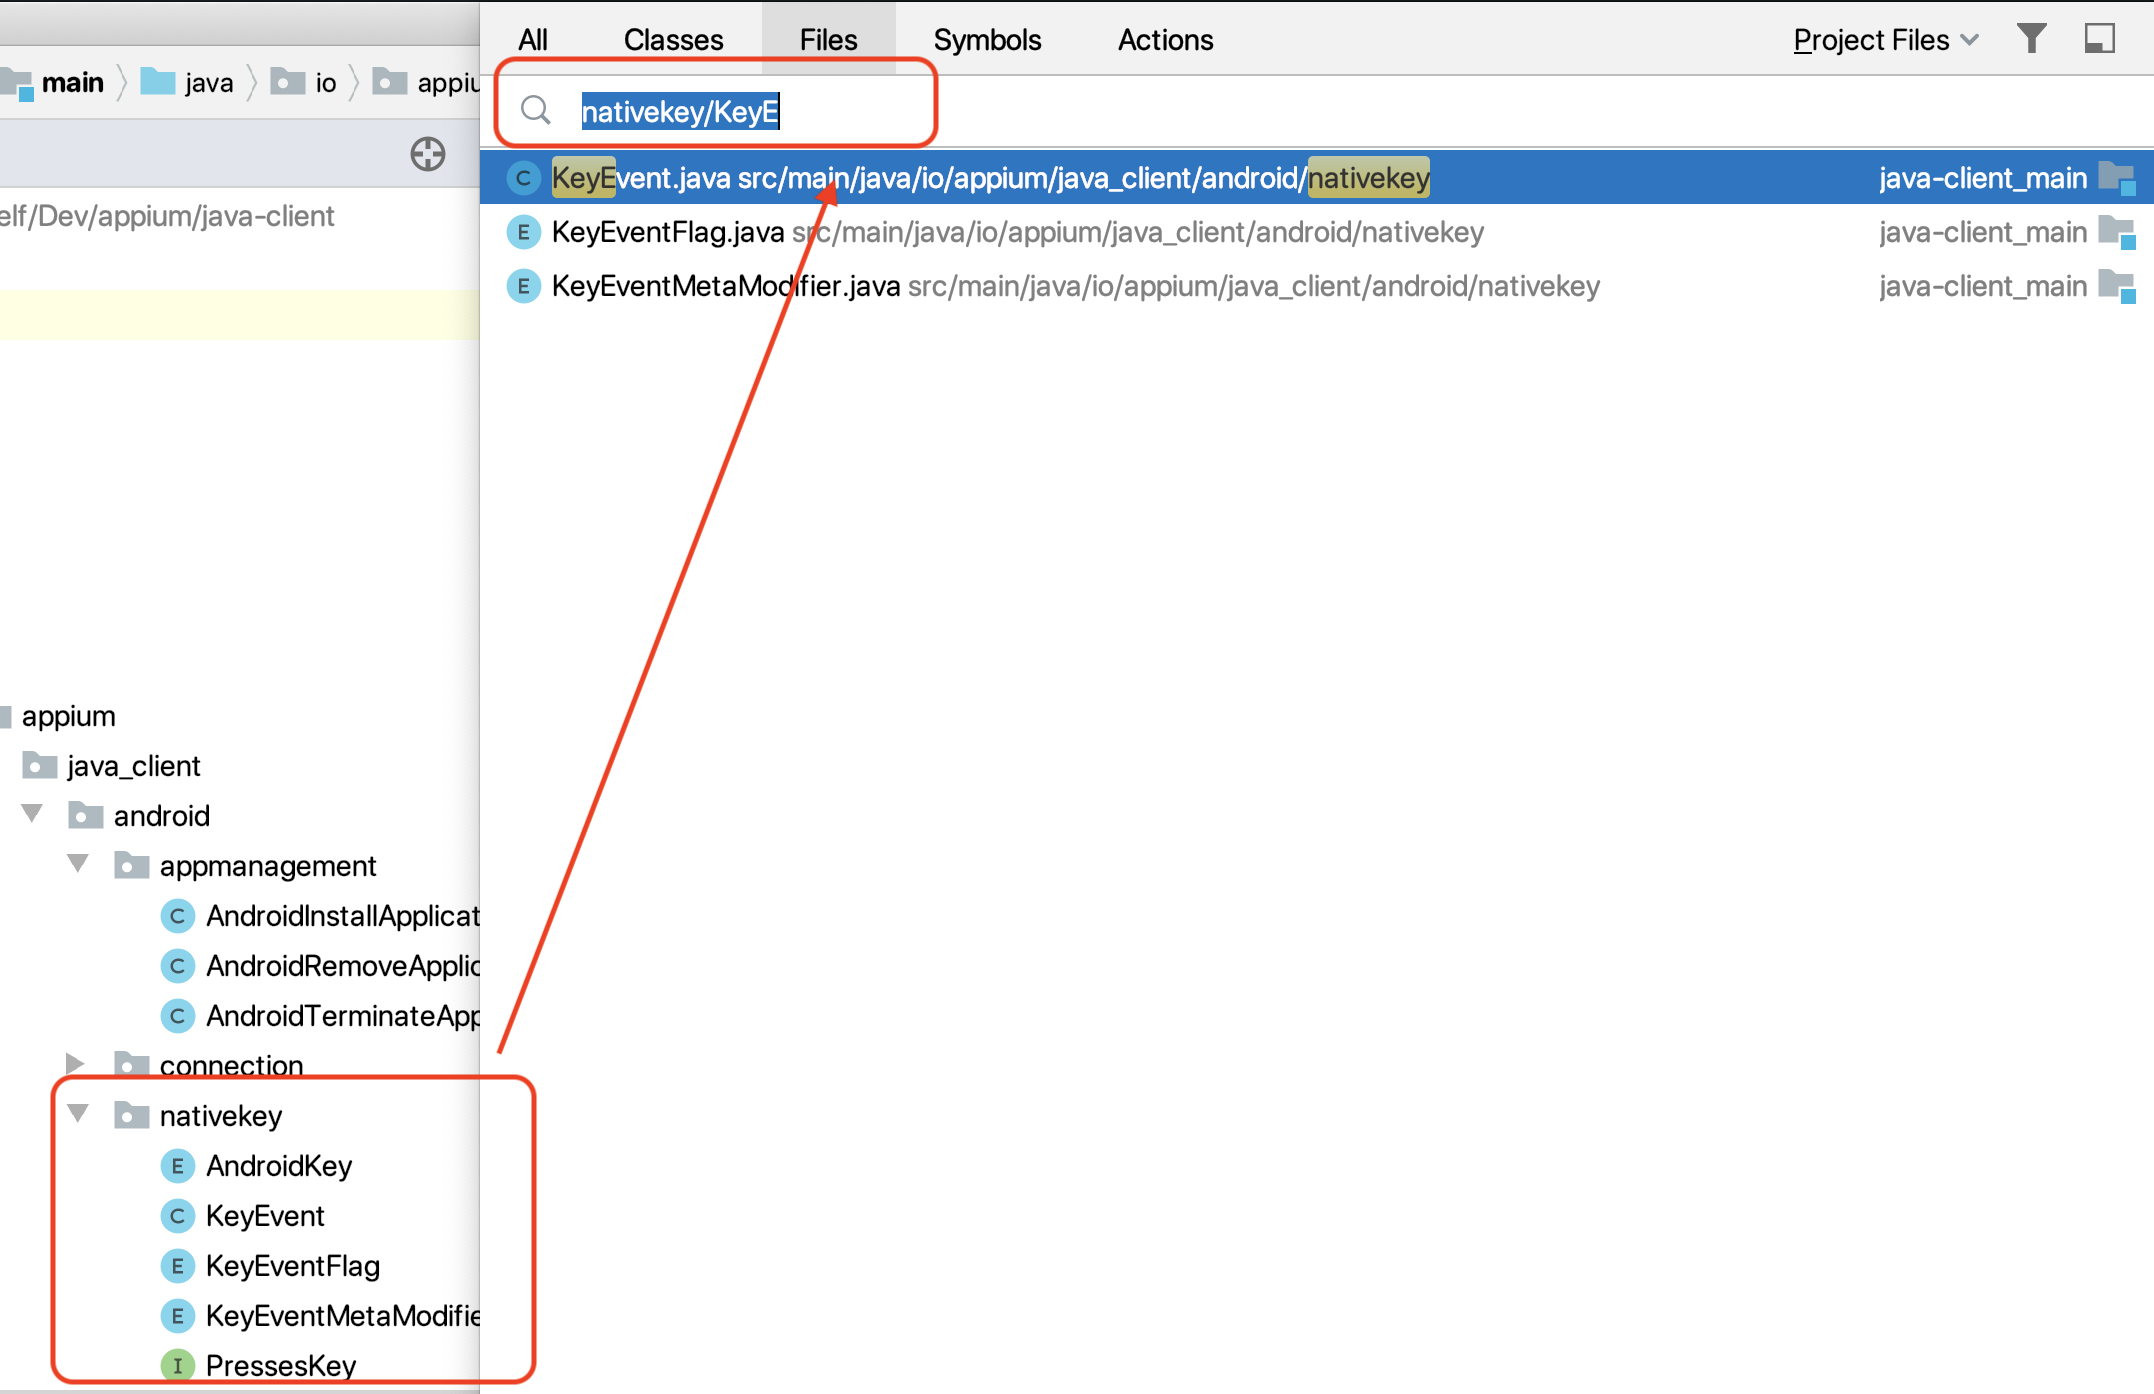 All Classes Files Symbols Actions Project Files
main java io appiu
nativekey/KeyE
C KeyEvent.java src/main/java/io/appium/java_client/android/nativekey java-client_main
E KeyEventFlag.java src/main/java/io/appium/java_client/android/nativekey java-client_main
E KeyEventMetaModifier.java src/main/java/io/appium/java_client/android/nativekey java-client_main
elf/Dev/appium/java-client
appium
java_client
android
appmanagement
C AndroidInstallApplicat
C AndroidRemoveApplic
C AndroidTerminateApp
connection
nativekey
E AndroidKey
C KeyEvent
E KeyEventFlag
E KeyEventMetaModifie
I PressesKey